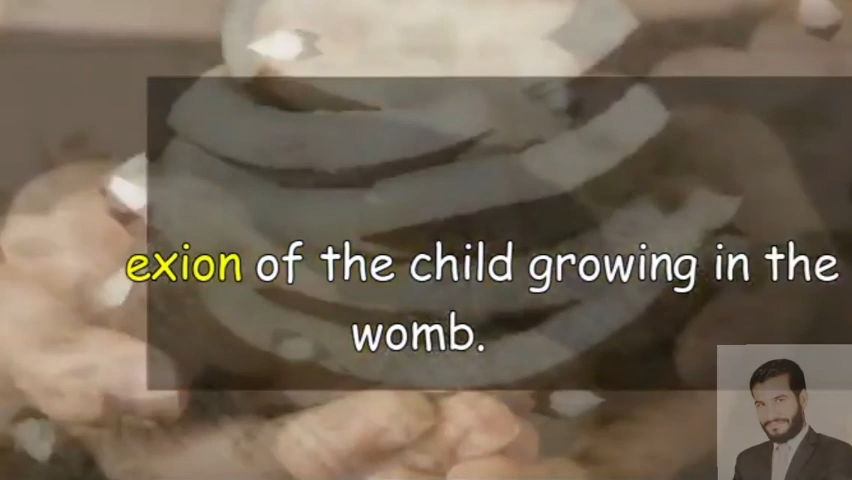 exion of the child growing in the
womb.